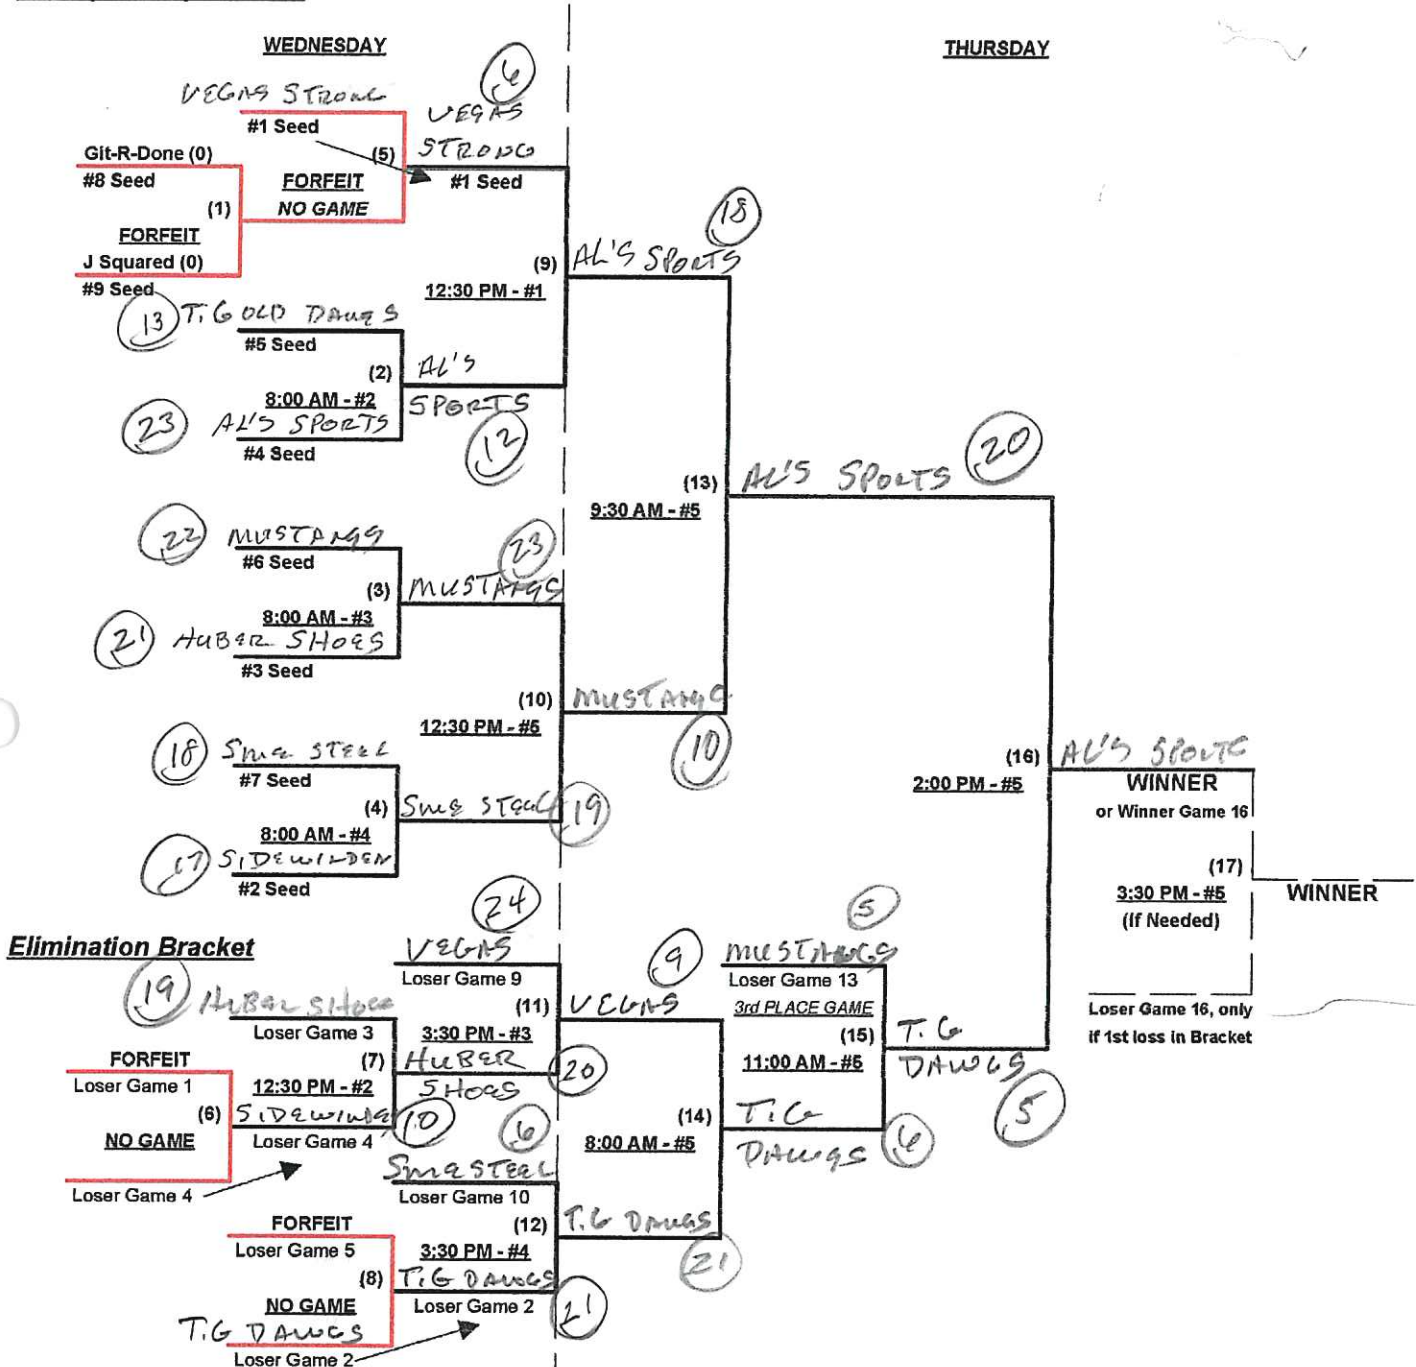 WEDNESDAY
THURSDAY
6
VEGAS STRONG
#1 Seed
VEGAS
STRONG
#1 Seed
(5)
FORFEIT
NO GAME
Git-R-Done (0)
#8 Seed
(1)
FORFEIT
J Squared (0)
#9 Seed
18
AL'S SPORTS
(9)
12:30 PM - #1
13
T.G OLD DAWGS
#5 Seed
(2)
8:00 AM - #2
AL'S
SPORTS
12
23
AL'S SPORTS
#4 Seed
20
AL'S SPORTS
(13)
9:30 AM - #5
22
MUSTANGS
#6 Seed
(3)
8:00 AM - #3
23
MUSTANGS
21
HUBER SHOES
#3 Seed
(10)
12:30 PM - #5
MUSTANGS
10
18
SME STEEL
#7 Seed
(4)
8:00 AM - #4
SME STEEL
19
17
SIDEWINDER
#2 Seed
(16)
2:00 PM - #5
AL'S SPORTS
WINNER
or Winner Game 16
(17)
3:30 PM - #5
(If Needed)
WINNER
Loser Game 16, only
if 1st loss in Bracket
Elimination Bracket
24
VEGAS
Loser Game 9
(11)
3:30 PM - #3
9
VEGAS
5
MUSTANGS
Loser Game 13
3rd PLACE GAME
(15)
11:00 AM - #5
T.G
DAWGS
5
19
HUBER SHOES
Loser Game 3
(7)
12:30 PM - #2
HUBER
SHOES
20
FORFEIT
Loser Game 1
(6)
NO GAME
Loser Game 4
SIDEWINDE
10
Loser Game 4
(14)
8:00 AM - #5
T.G
DAWGS
6
6
SME STEEL
Loser Game 10
(12)
3:30 PM - #4
T.G DAWGS
21
FORFEIT
Loser Game 5
(8)
NO GAME
T.G DAWGS
Loser Game 2
T.G DAWGS
Loser Game 2
21